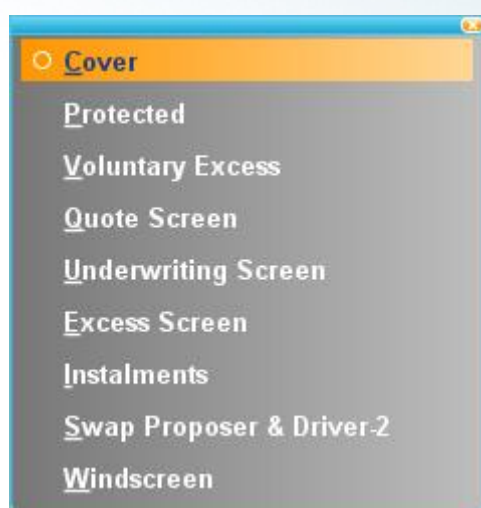 Cover
Protected
Voluntary Excess
Quote Screen
Underwriting Screen
Excess Screen
Instalments
Swap Proposer & Driver-2
Windscreen